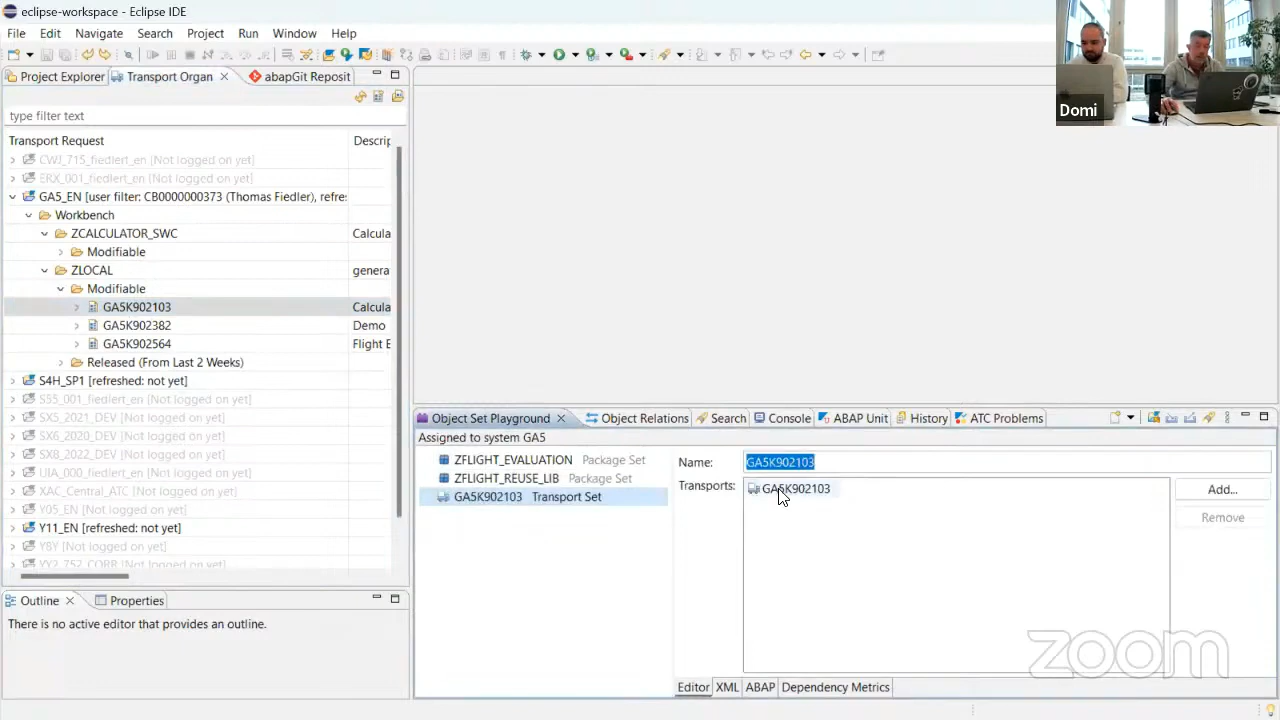 eclipse-workspace - Eclipse IDE
File Edit Navigate Search Project Run Window Help
Project Explorer Transport Organ abapGit Reposit
type filter text
Transport Request Descrip
CWJ_715_fiedlert_en [Not logged on yet]
ERX_001_fiedlert_en [Not logged on yet]
GA5_EN [user filter: CB0000000373 (Thomas Fiedler), refre:
Workbench
ZCALCULATOR_SWC Calcula
Modifiable
ZLOCAL genera
Modifiable
GA5K902103 Calcula
GA5K902382 Demo
GA5K902564 Flight E
Released (From Last 2 Weeks)
S4H_SP1 [refreshed: not yet]
S55_001_fiedlert_en [Not logged on yet]
SX5_2021_DEV [Not logged on yet]
SX6_2020_DEV [Not logged on yet]
SX8_2022_DEV [Not logged on yet]
UIA_000_fiedlert_en [Not logged on yet]
XAC_Central_ATC [Not logged on yet]
Y05_EN [Not logged on yet]
Y11_EN [refreshed: not yet]
Y8Y [Not logged on yet]
YY2_752_CORR [Not logged on yet]
Outline Properties
There is no active editor that provides an outline.
Domi
Object Set Playground Object Relations Search Console ABAP Unit History ATC Problems
Assigned to system GA5
ZFLIGHT_EVALUATION Package Set
ZFLIGHT_REUSE_LIB Package Set
GA5K902103 Transport Set
Name: GA5K902103
Transports: GA5K902103
Add...
Remove
Editor XML ABAP Dependency Metrics
zoom